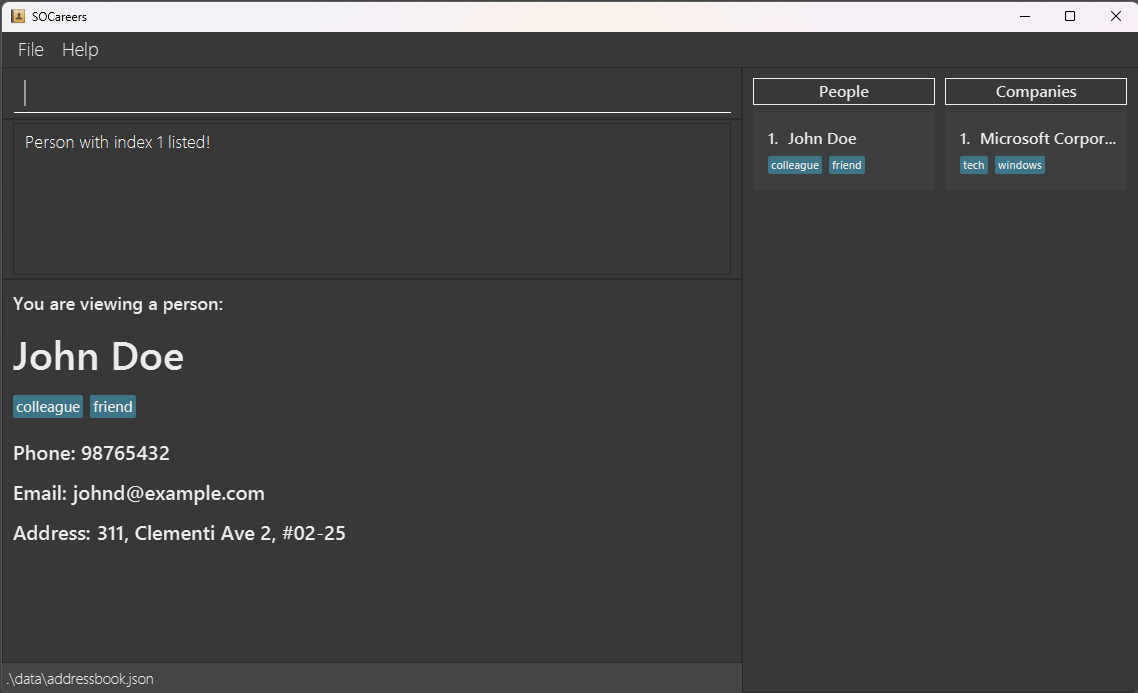 SOCareers
File Help
Person with index 1 listed!
You are viewing a person:
John Doe
colleague friend
Phone: 98765432
Email: johnd@example.com
Address: 311, Clementi Ave 2, #02-25
.\data\addressbook.json
People
1. John Doe
colleague friend
Companies
1. Microsoft Corpor...
tech windows